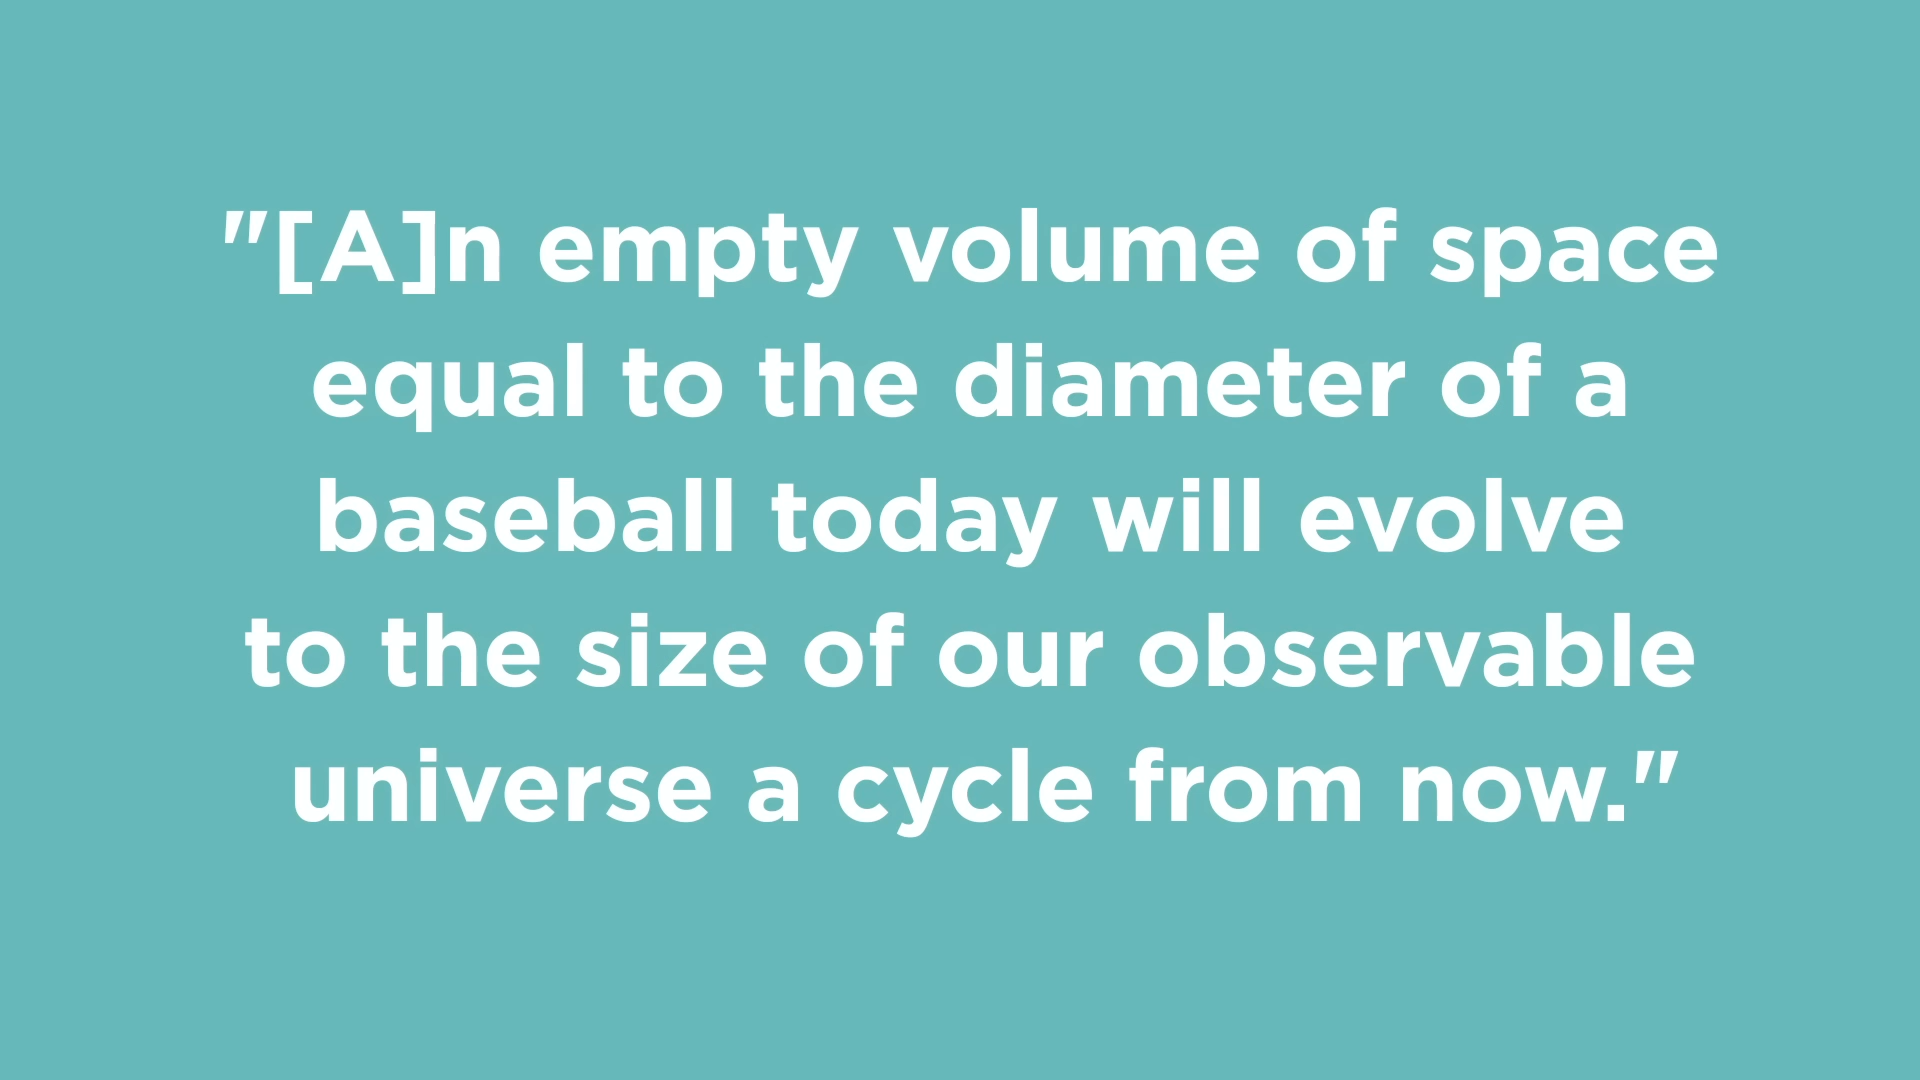 "[A]n empty volume of space
equal to the diameter of a
baseball today will evolve
to the size of our observable
universe a cycle from now."